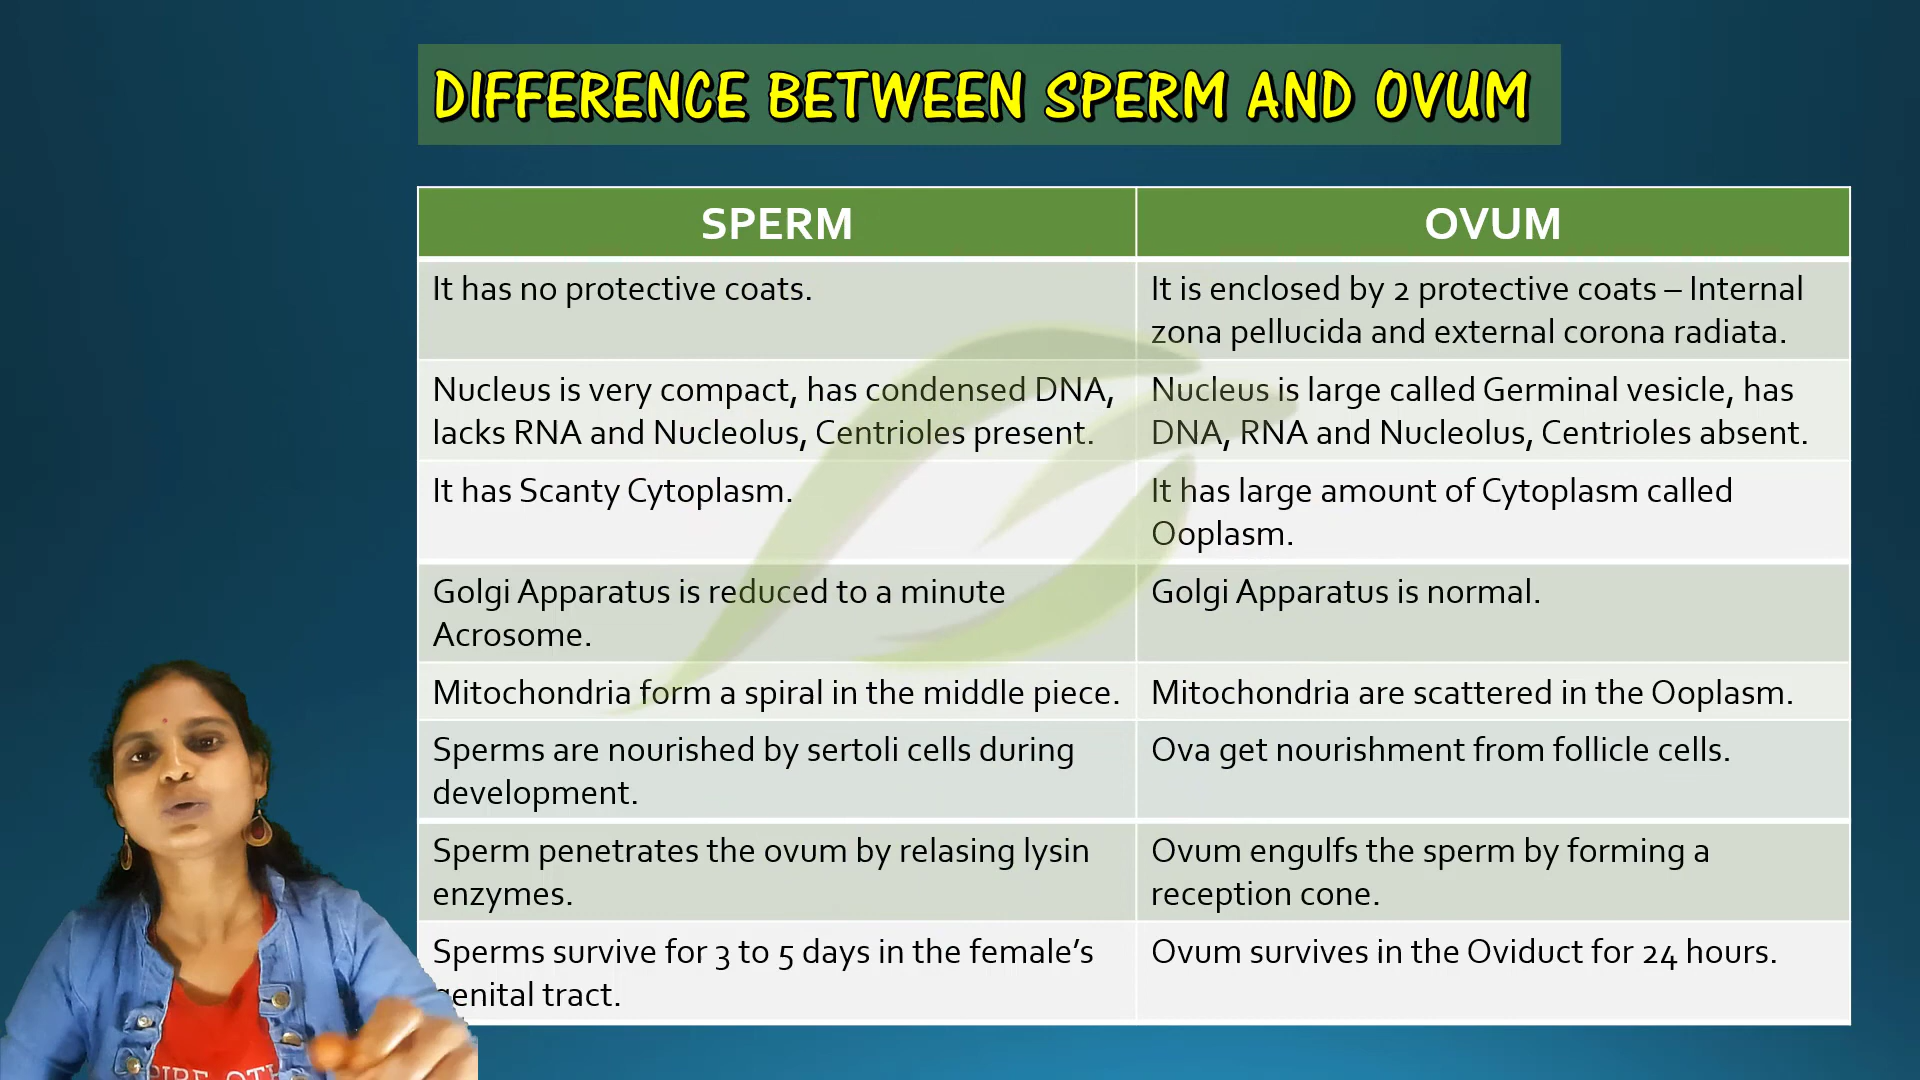 DIFFERENCE BETWEEN SPERM AND OVUM
SPERM
OVUM
It has no protective coats.
It is enclosed by 2 protective coats – Internal
zona pellucida and external corona radiata.
Nucleus is very compact, has condensed DNA,
lacks RNA and Nucleolus, Centrioles present.
Nucleus is large called Germinal vesicle, has
DNA, RNA and Nucleolus, Centrioles absent.
It has Scanty Cytoplasm.
It has large amount of Cytoplasm called
Ooplasm.
Golgi Apparatus is reduced to a minute
Acrosome.
Golgi Apparatus is normal.
Mitochondria form a spiral in the middle piece.
Mitochondria are scattered in the Ooplasm.
Sperms are nourished by sertoli cells during
development.
Ova get nourishment from follicle cells.
Sperm penetrates the ovum by relasing lysin
enzymes.
Ovum engulfs the sperm by forming a
reception cone.
Sperms survive for 3 to 5 days in the female's
genital tract.
Ovum survives in the Oviduct for 24 hours.